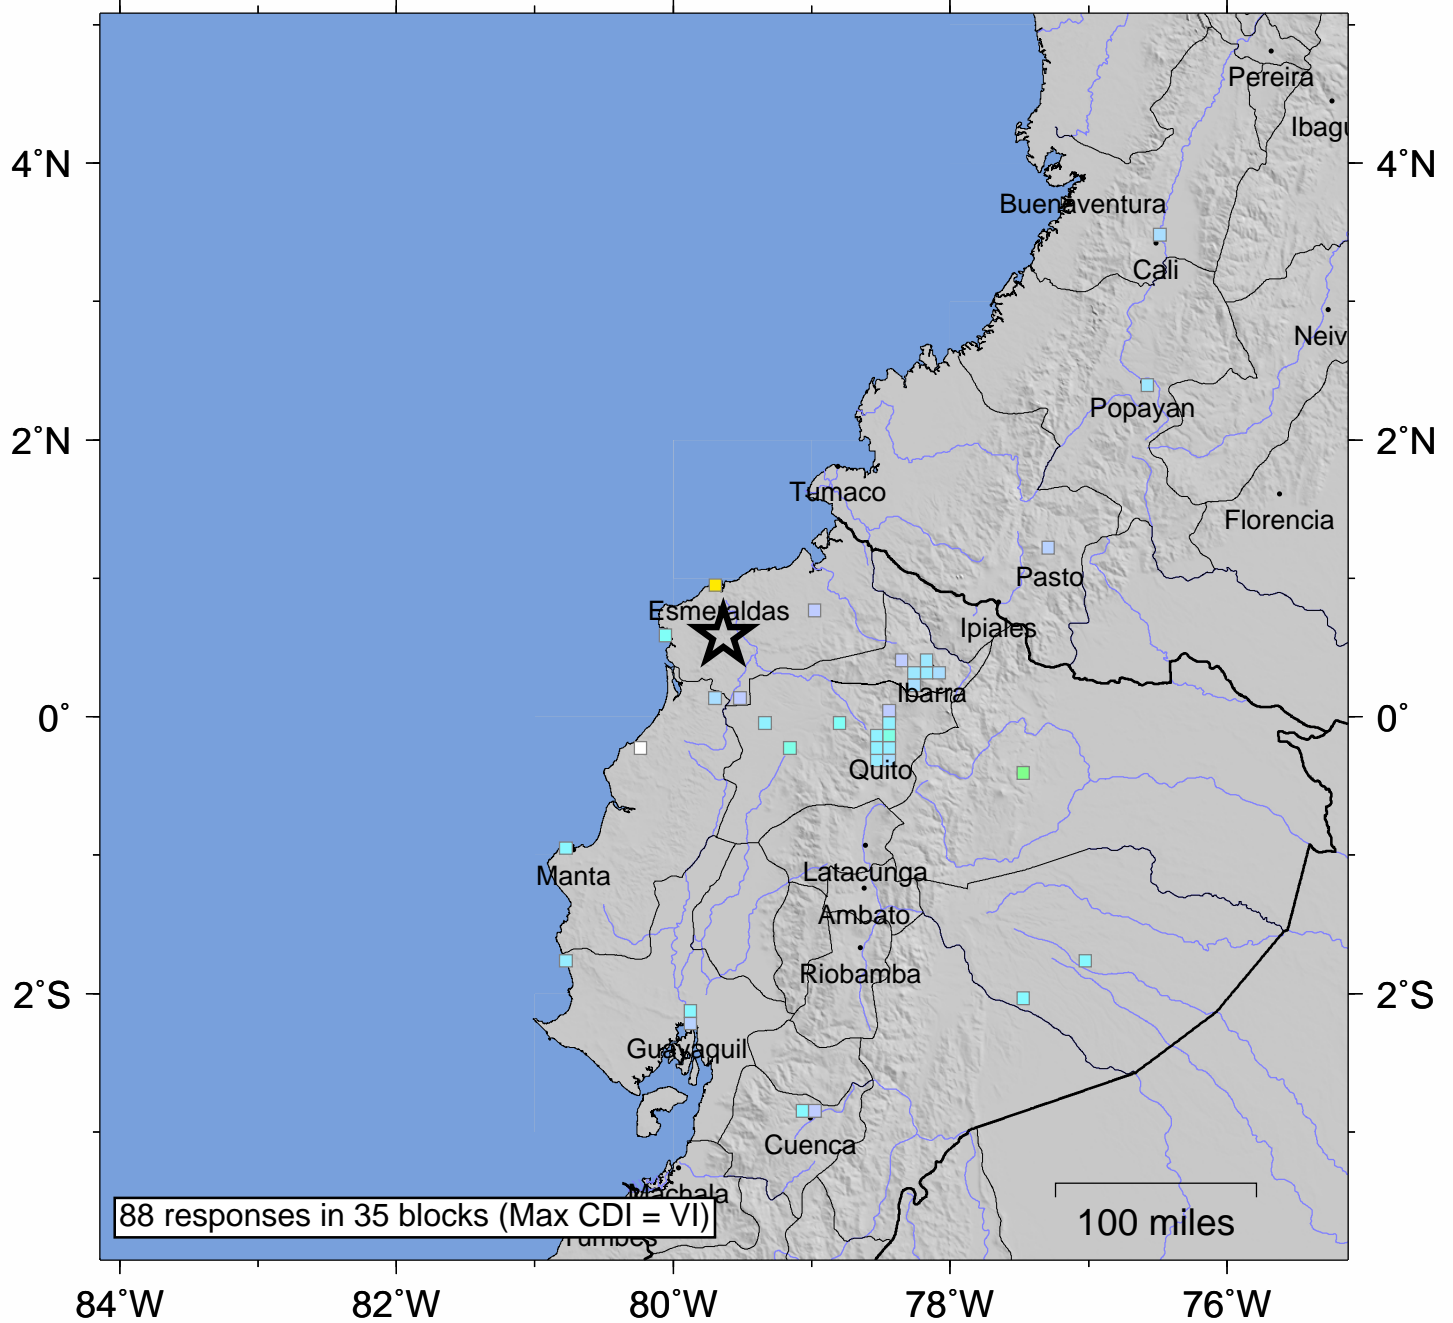 Pereira
Ibagu
4°N
4°N
Buenaventura
Cali
Neiv
Popayan
2°N
2°N
Tumaco
Florencia
Pasto
Esmeraldas
Ipiales
Ibarra
0°
0°
Quito
Latacunga
Manta
Ambato
Riobamba
2°S
2°S
Guayaquil
Cuenca
Machala
88 responses in 35 blocks (Max CDI = VI)
100 miles
Tumbes
84°W
82°W
80°W
78°W
76°W